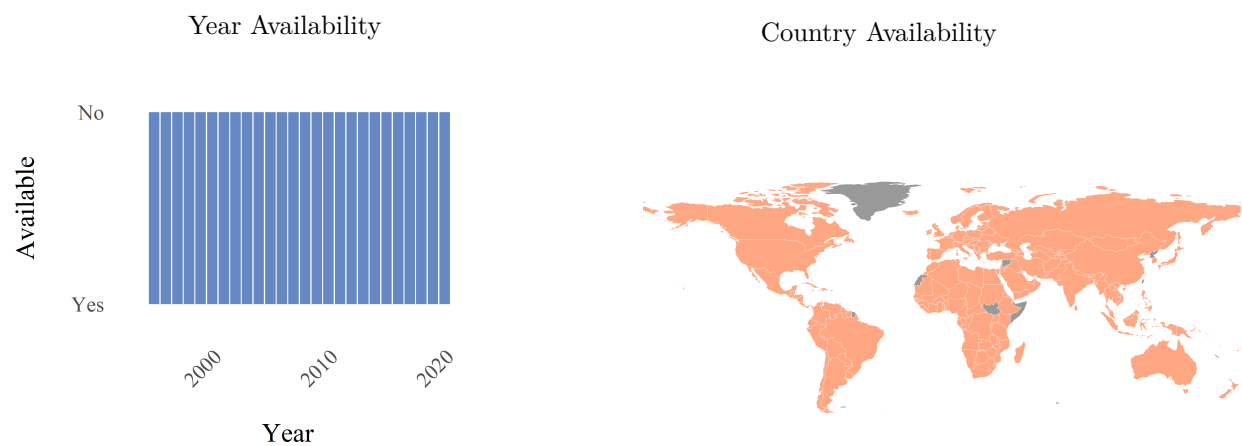 Year Availability
Country Availability
No
Available
Yes
2000
2010
2020
Year